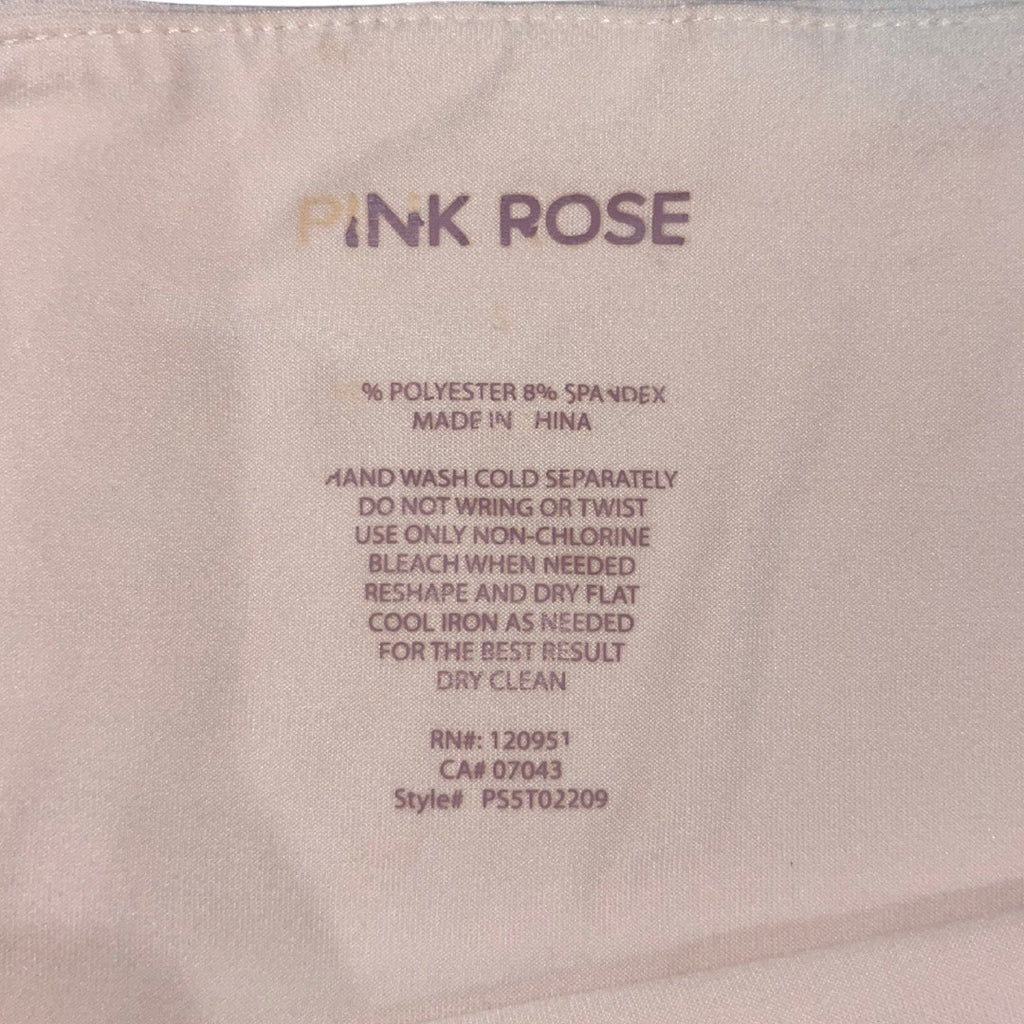 PINK ROSE
S
% POLYESTER 8% SPANDEX
MADE IN HINA
HAND WASH COLD SEPARATELY
DO NOT WRING OR TWIST
USE ONLY NON-CHLORINE
BLEACH WHEN NEEDED
RESHAPE AND DRY FLAT
COOL IRON AS NEEDED
FOR THE BEST RESULT
DRY CLEAN
RN#: 120951
CA# 07043
Style# PS5T02209